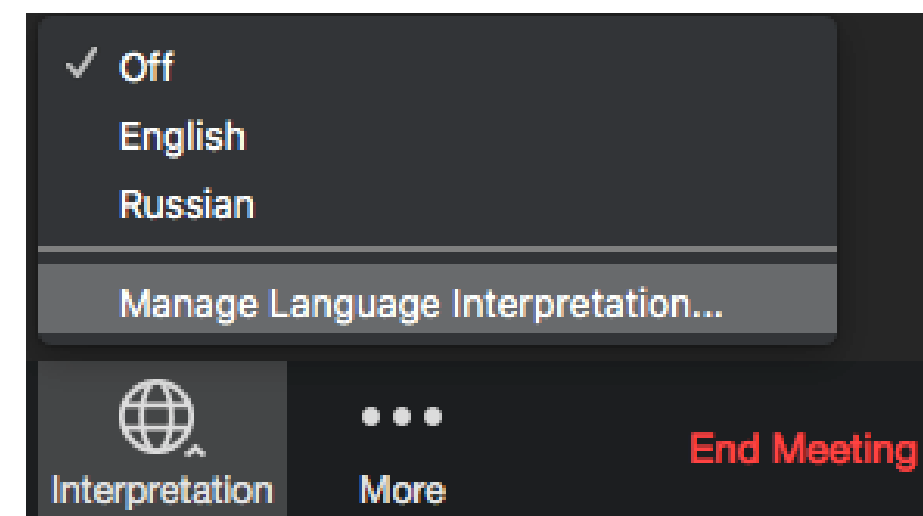 Off
English
Russian
Manage Language Interpretation...
Interpretation
More
End Meeting